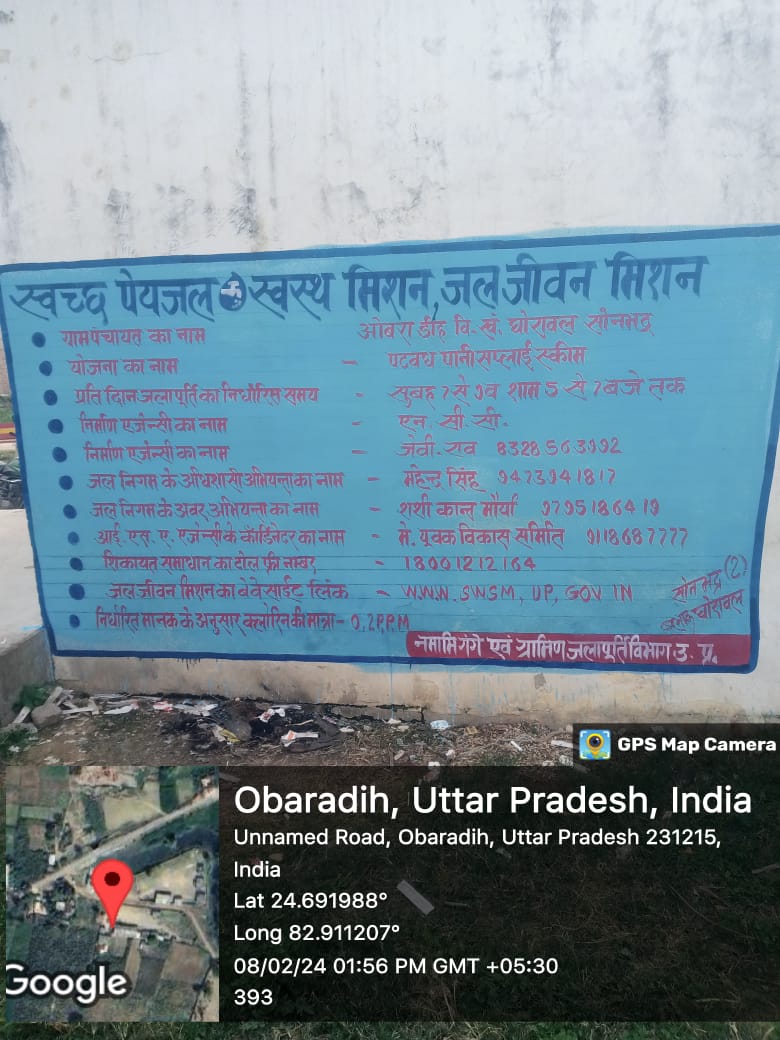 स्वच्छ पेयजल स्वस्थ मिशन, जल जीवन मिशन
ग्रामपंचायत का नाम ओबरा डीह वि. खं. घोरावल सोनभद्र
योजना का नाम - पटवध पानी सप्लाई स्कीम
प्रति दिन जलापूर्ति का निर्धारित समय - सुबह 7 से 9 व शाम 5 से 7 बजे तक
निर्माण एजेन्सी का नाम - एन. सी. सी.
निर्माण एजेन्सी का नाम - जेवी. राव 8328563992
जल निगम के अधिशासी अभियन्ता का नाम - महेन्द्र सिंह 9473941817
जल निगम के अवर अभियन्ता का नाम - शशी कान्त मौर्या 9795186419
आई. एस. ए. एजेन्सी के कॉर्डिनेटर का नाम - मे. यूवक विकास समिति 9118687777
शिकायत समाधान का टोल फ्री नम्बर - 18001212164
जल जीवन मिशन का वेवे साईट लिंक - W.W.W. SWSM, UP, GOV IN
निर्धारित मानक के अनुसार क्लोरिन की मात्रा - 0.2 P.P.M
सोनभद्र (2)
घोरावल
नमामि गंगे एवं ग्रामिण जलापूर्ति विभाग उ. प्र.
GPS Map Camera
Obaradih, Uttar Pradesh, India
Unnamed Road, Obaradih, Uttar Pradesh 231215,
India
Lat 24.691988°
Long 82.911207°
08/02/24 01:56 PM GMT +05:30
393
Google